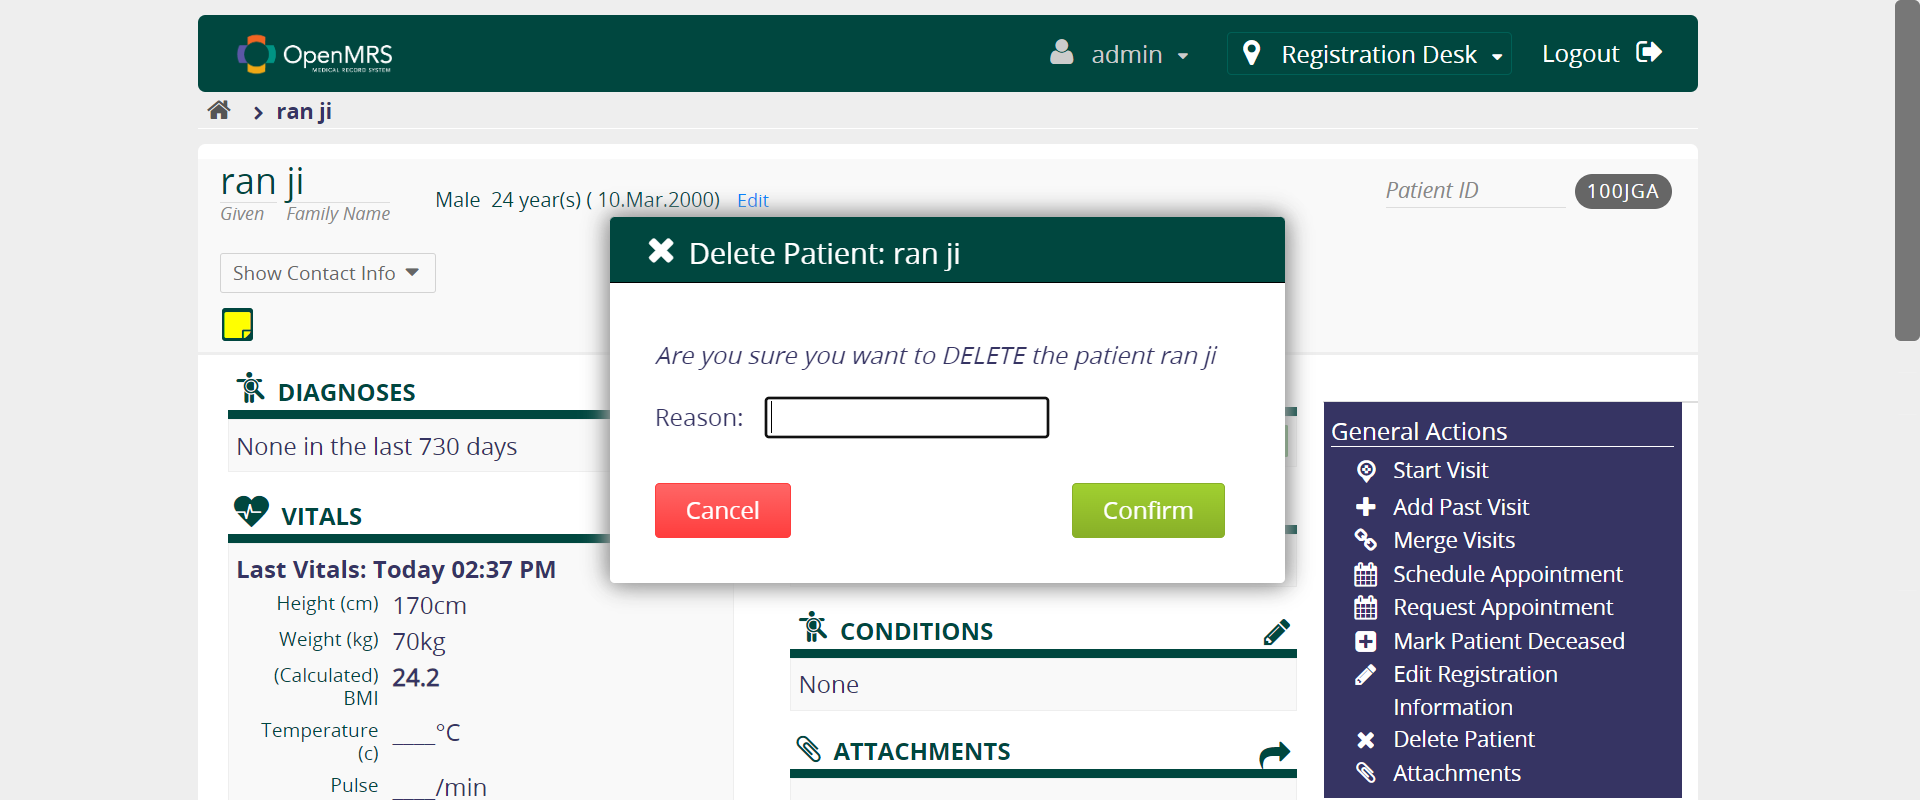 OpenMRS
MEDICAL RECORD SYSTEM
admin
Registration Desk
Logout
ran ji
ran ji
Given Family Name
Male 24 year(s) ( 10.Mar.2000) Edit
Patient ID 100JGA
Show Contact Info
Delete Patient: ran ji
Are you sure you want to DELETE the patient ran ji
Reason:
Cancel
Confirm
DIAGNOSES
None in the last 730 days
VITALS
Last Vitals: Today 02:37 PM
Height (cm) 170cm
Weight (kg) 70kg
(Calculated) 24.2
BMI
Temperature ____°C
(c)
Pulse ____/min
CONDITIONS
None
ATTACHMENTS
General Actions
Start Visit
Add Past Visit
Merge Visits
Schedule Appointment
Request Appointment
Mark Patient Deceased
Edit Registration
Information
Delete Patient
Attachments